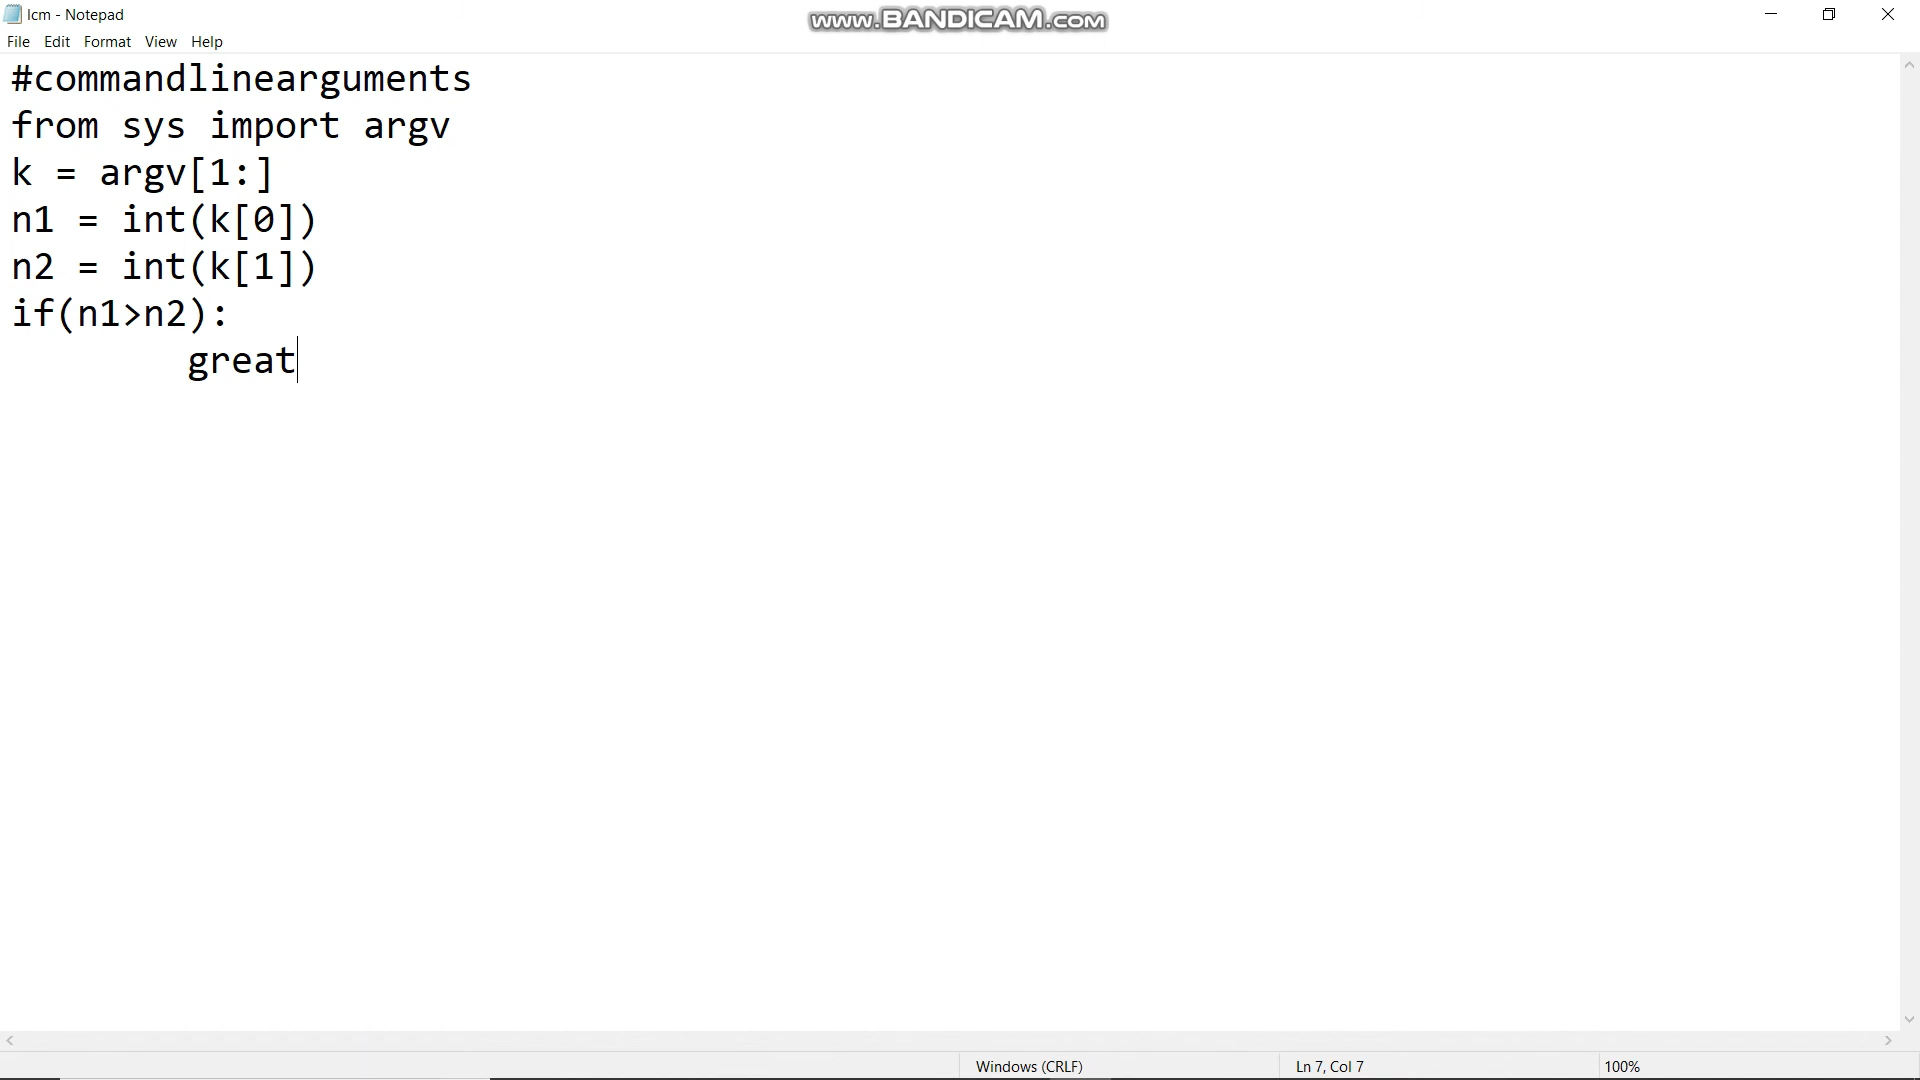 lcm - Notepad
www.BANDICAM.com
File Edit Format View Help
#commandlinearguments
from sys import argv
k = argv[1:]
n1 = int(k[0])
n2 = int(k[1])
if(n1>n2):
        great
Windows (CRLF)
Ln 7, Col 7
100%